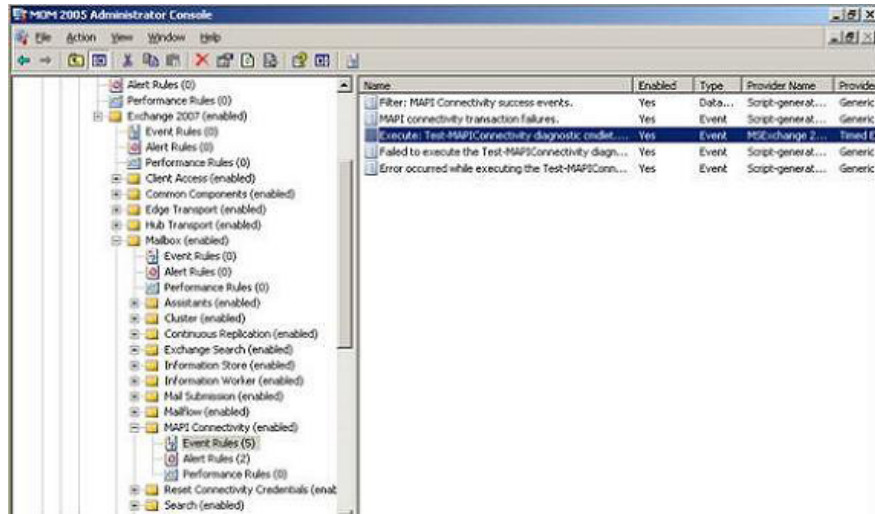 MOM 2005 Administrator Console
File Action View Window Help
Alert Rules (0)
Performance Rules (0)
Exchange 2007 (enabled)
Event Rules (0)
Alert Rules (0)
Performance Rules (0)
Client Access (enabled)
Common Components (enabled)
Edge Transport (enabled)
Hub Transport (enabled)
Mailbox (enabled)
Event Rules (0)
Alert Rules (0)
Performance Rules (0)
Assistants (enabled)
Cluster (enabled)
Continuous Replication (enabled)
Exchange Search (enabled)
Information Store (enabled)
Information Worker (enabled)
Mail Submission (enabled)
Mailflow (enabled)
MAPI Connectivity (enabled)
Event Rules (5)
Alert Rules (2)
Performance Rules (0)
Reset Connectivity Credentials (enab
Search (enabled)
Name Enabled Type Provider Name Provide
Filter: MAPI Connectivity success events. Yes Data... Script-generat... Generic
MAPI connectivity transaction failures. Yes Event Script-generat... Generic
Execute: Test-MAPIConnectivity diagnostic cmdlet.... Yes Event MSExchange 2... Timed E
Failed to execute the Test-MAPIConnectivity diagn... Yes Event Script-generat... Generic
Error occurred while executing the Test-MAPIConn... Yes Event Script-generat... Generic